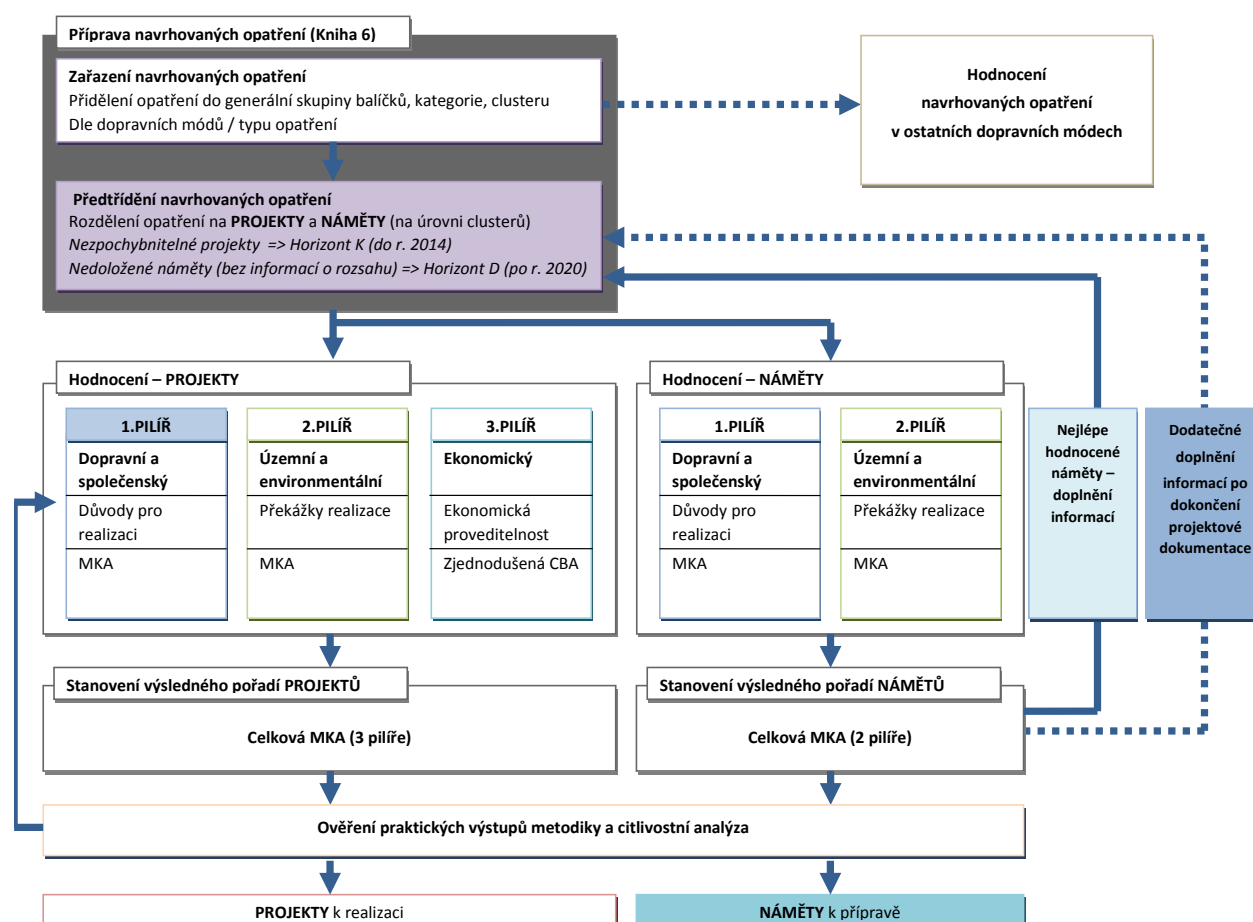 Příprava navrhovaných opatření (Kniha 6)
Zařazení navrhovaných opatření
Přidělení opatření do generální skupiny balíčků, kategorie, clusteru
Dle dopravních módů / typu opatření
Hodnocení
navrhovaných opatření
v ostatních dopravních módech
Předtřídění navrhovaných opatření
Rozdělení opatření na PROJEKTY a NÁMĚTY (na úrovni clusterů)
Nezpochybnitelné projekty => Horizont K (do r. 2014)
Nedoložené náměty (bez informací o rozsahu) => Horizont D (po r. 2020)
Hodnocení – PROJEKTY
1.PILÍŘ
Dopravní a
společenský
Důvody pro
realizaci
MKA
2.PILÍŘ
Územní a
environmentální
Překážky realizace
MKA
3.PILÍŘ
Ekonomický
Ekonomická
proveditelnost
Zjednodušená CBA
Hodnocení – NÁMĚTY
1.PILÍŘ
Dopravní a
společenský
Důvody pro
realizaci
MKA
2.PILÍŘ
Územní a
environmentální
Překážky realizace
MKA
Nejlépe
hodnocené
náměty –
doplnění
informací
Dodatečné
doplnění
informací po
dokončení
projektové
dokumentace
Stanovení výsledného pořadí PROJEKTŮ
Celková MKA (3 pilíře)
Stanovení výsledného pořadí NÁMĚTŮ
Celková MKA (2 pilíře)
Ověření praktických výstupů metodiky a citlivostní analýza
PROJEKTY k realizaci
NÁMĚTY k přípravě